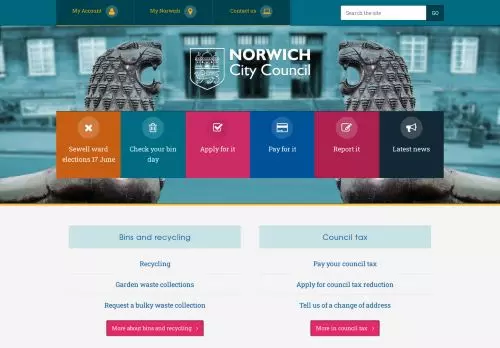 My Account
My Norwich
Contact us
Search the site
GO
NORWICH
City Council
Sewell ward
elections 17 June
Check your bin
day
Apply for it
Pay for it
Report it
Latest news
Bins and recycling
Council tax
Recycling
Pay your council tax
Garden waste collections
Apply for council tax reduction
Request a bulky waste collection
Tell us of a change of address
More about bins and recycling
More in council tax